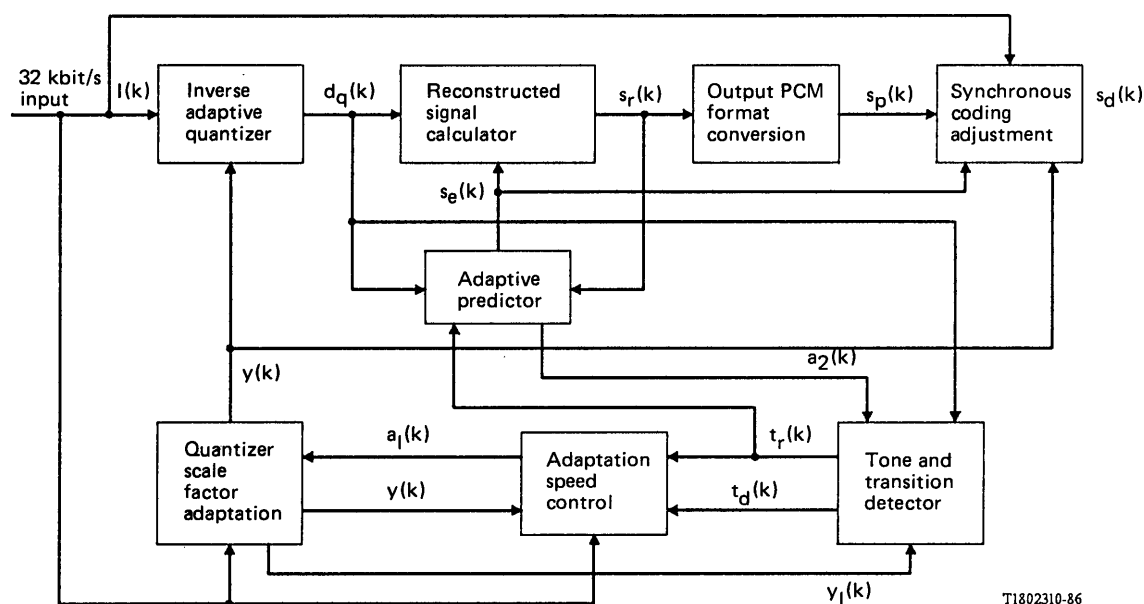 32 kbit/s
input
I(k)
Inverse
adaptive
quantizer
dq(k)
Reconstructed
signal
calculator
sr(k)
Output PCM
format
conversion
sp(k)
Synchronous
coding
adjustment
sd(k)
se(k)
Adaptive
predictor
y(k)
a2(k)
Quantizer
scale
factor
adaptation
al(k)
y(k)
Adaptation
speed
control
tr(k)
td(k)
Tone and
transition
detector
yl(k)
T1802310-86